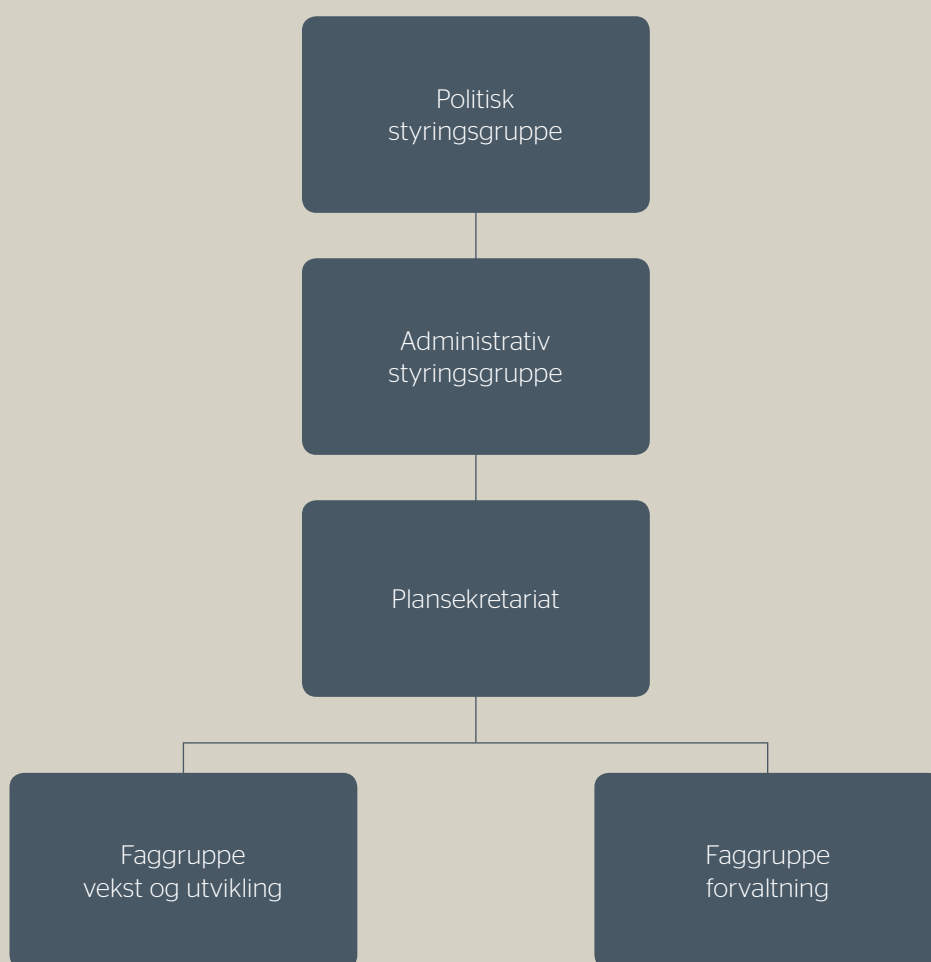 Politisk
styringsgruppe
Administrativ
styringsgruppe
Plansekretariat
Faggruppe
vekst og utvikling
Faggruppe
forvaltning